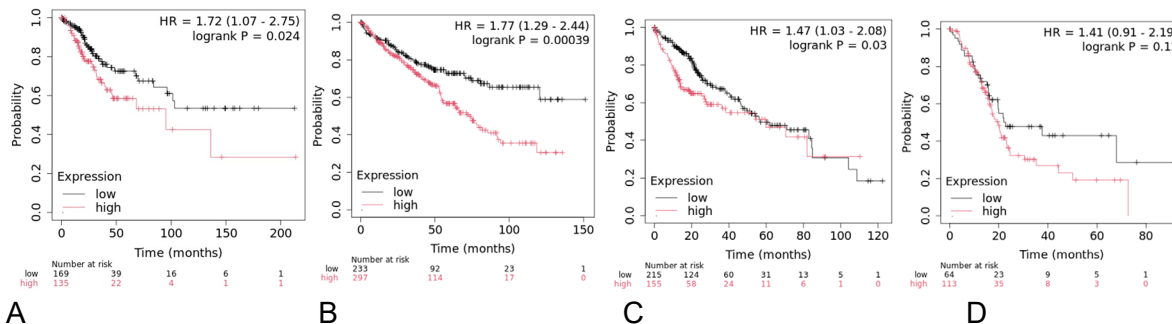 HR = 1.72 (1.07 - 2.75)
logrank P = 0.024
Probability
1.0
0.8
0.6
0.4
0.2
0.0
Expression
low
high
0 50 100 150 200
Time (months)
Number at risk
low 169 39 16 6 1
high 135 22 4 1 1
A
HR = 1.77 (1.29 - 2.44)
logrank P = 0.00039
Probability
1.0
0.8
0.6
0.4
0.2
0.0
Expression
low
high
0 50 100 150
Time (months)
Number at risk
low 233 92 23 1
high 297 114 17 0
B
HR = 1.47 (1.03 - 2.08)
logrank P = 0.03
Probability
1.0
0.8
0.6
0.4
0.2
0.0
Expression
low
high
0 20 40 60 80 100 120
Time (months)
Number at risk
low 215 124 60 31 13 5 1
high 155 58 24 11 6 1 0
C
HR = 1.41 (0.91 - 2.19
logrank P =
Probability
1.0
0.8
0.6
0.4
0.2
0.0
Expression
low
high
0 20 40 60 80
Time (months)
Number at risk
low 64 23 9 5 1
high 113 35 8 3 0
D